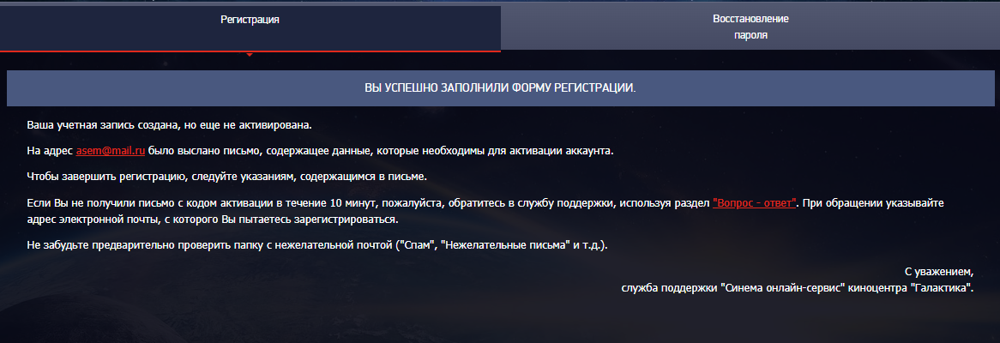 Регистрация
Восстановление
пароля
ВЫ УСПЕШНО ЗАПОЛНИЛИ ФОРМУ РЕГИСТРАЦИИ.
Ваша учетная запись создана, но еще не активирована.
На адрес asem@mail.ru было выслано письмо, содержащее данные, которые необходимы для активации аккаунта.
Чтобы завершить регистрацию, следуйте указаниям, содержащимся в письме.
Если Вы не получили письмо с кодом активации в течение 10 минут, пожалуйста, обратитесь в службу поддержки, используя раздел "Вопрос - ответ". При обращении указывайте
адрес электронной почты, с которого Вы пытаетесь зарегистрироваться.
Не забудьте предварительно проверить папку с нежелательной почтой ("Спам", "Нежелательные письма" и т.д.).
С уважением,
служба поддержки "Синема онлайн-сервис" киноцентра "Галактика".